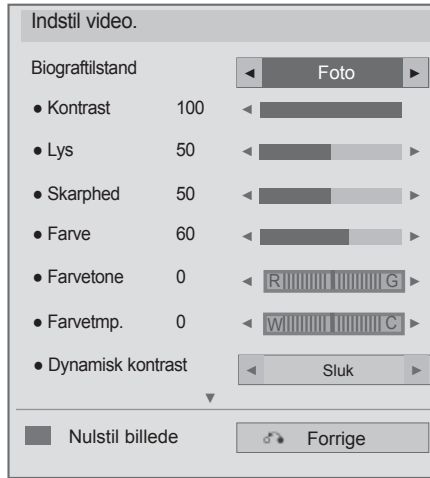 Indstil video.
Biograftilstand ◄ Foto ►
● Kontrast 100 ◄
● Lys 50 ◄ ►
● Skarphed 50 ◄ ►
● Farve 60 ◄ ►
● Farvetone 0 ◄ R G ►
● Farvetmp. 0 ◄ W C ►
● Dynamisk kontrast ◄ Sluk ►
▼
Nulstil billede Forrige